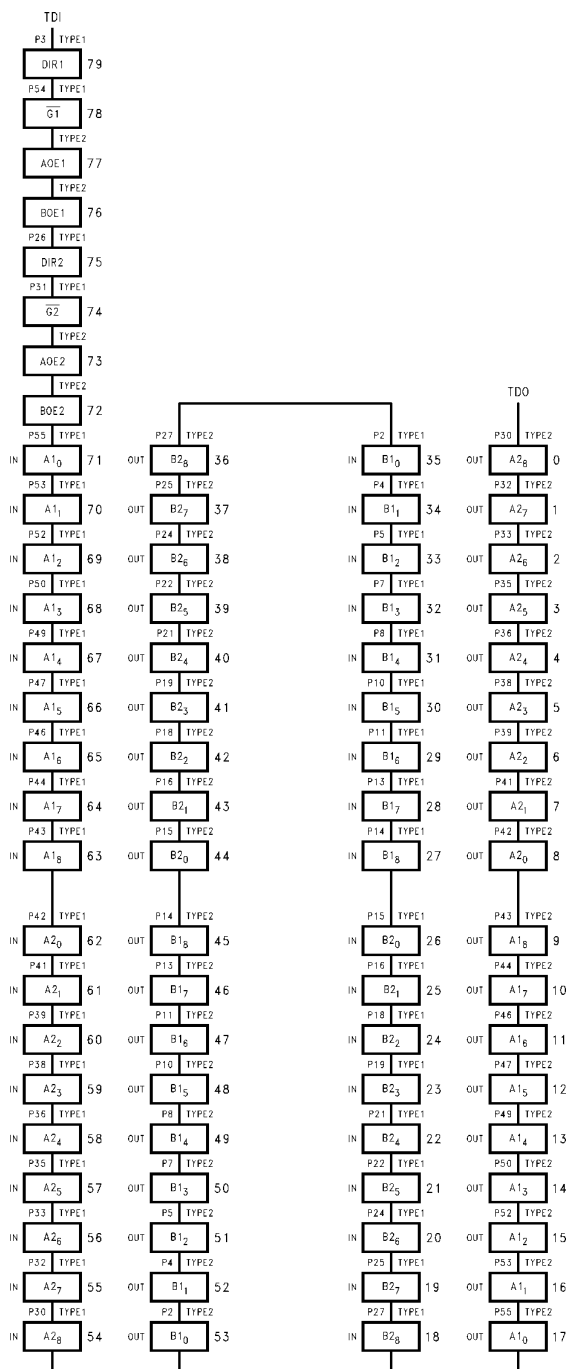 TDI
P3 TYPE1
DIR1 79
P54 TYPE1
G1 78
TYPE2
AOE1 77
TYPE2
BOE1 76
P26 TYPE1
DIR2 75
P31 TYPE1
G2 74
TYPE2
AOE2 73
TYPE2
BOE2 72
P55 TYPE1
IN A1₀ 71
P53 TYPE1
IN A1₁ 70
P52 TYPE1
IN A1₂ 69
P50 TYPE1
IN A1₃ 68
P49 TYPE1
IN A1₄ 67
P47 TYPE1
IN A1₅ 66
P46 TYPE1
IN A1₆ 65
P44 TYPE1
IN A1₇ 64
P43 TYPE1
IN A1₈ 63
P42 TYPE1
IN A2₀ 62
P41 TYPE1
IN A2₁ 61
P39 TYPE1
IN A2₂ 60
P38 TYPE1
IN A2₃ 59
P36 TYPE1
IN A2₄ 58
P35 TYPE1
IN A2₅ 57
P33 TYPE1
IN A2₆ 56
P32 TYPE1
IN A2₇ 55
P30 TYPE1
IN A2₈ 54
P27 TYPE2
OUT B2₈ 36
P25 TYPE2
OUT B2₇ 37
P24 TYPE2
OUT B2₆ 38
P22 TYPE2
OUT B2₅ 39
P21 TYPE2
OUT B2₄ 40
P19 TYPE2
OUT B2₃ 41
P18 TYPE2
OUT B2₂ 42
P16 TYPE2
OUT B2₁ 43
P15 TYPE2
OUT B2₀ 44
P14 TYPE2
OUT B1₈ 45
P13 TYPE2
OUT B1₇ 46
P11 TYPE2
OUT B1₆ 47
P10 TYPE2
OUT B1₅ 48
P8 TYPE2
OUT B1₄ 49
P7 TYPE2
OUT B1₃ 50
P5 TYPE2
OUT B1₂ 51
P4 TYPE2
OUT B1₁ 52
P2 TYPE2
OUT B1₀ 53
P2 TYPE1
IN B1₀ 35
P4 TYPE1
IN B1₁ 34
P5 TYPE1
IN B1₂ 33
P7 TYPE1
IN B1₃ 32
P8 TYPE1
IN B1₄ 31
P10 TYPE1
IN B1₅ 30
P11 TYPE1
IN B1₆ 29
P13 TYPE1
IN B1₇ 28
P14 TYPE1
IN B1₈ 27
P15 TYPE1
IN B2₀ 26
P16 TYPE1
IN B2₁ 25
P18 TYPE1
IN B2₂ 24
P19 TYPE1
IN B2₃ 23
P21 TYPE1
IN B2₄ 22
P22 TYPE1
IN B2₅ 21
P24 TYPE1
IN B2₆ 20
P25 TYPE1
IN B2₇ 19
P27 TYPE1
IN B2₈ 18
TDO
P30 TYPE2
OUT A2₈ 0
P32 TYPE2
OUT A2₇ 1
P33 TYPE2
OUT A2₆ 2
P35 TYPE2
OUT A2₅ 3
P36 TYPE2
OUT A2₄ 4
P38 TYPE2
OUT A2₃ 5
P39 TYPE2
OUT A2₂ 6
P41 TYPE2
OUT A2₁ 7
P42 TYPE2
OUT A2₀ 8
P43 TYPE2
OUT A1₈ 9
P44 TYPE2
OUT A1₇ 10
P46 TYPE2
OUT A1₆ 11
P47 TYPE2
OUT A1₅ 12
P49 TYPE2
OUT A1₄ 13
P50 TYPE2
OUT A1₃ 14
P52 TYPE2
OUT A1₂ 15
P53 TYPE2
OUT A1₁ 16
P55 TYPE2
OUT A1₀ 17